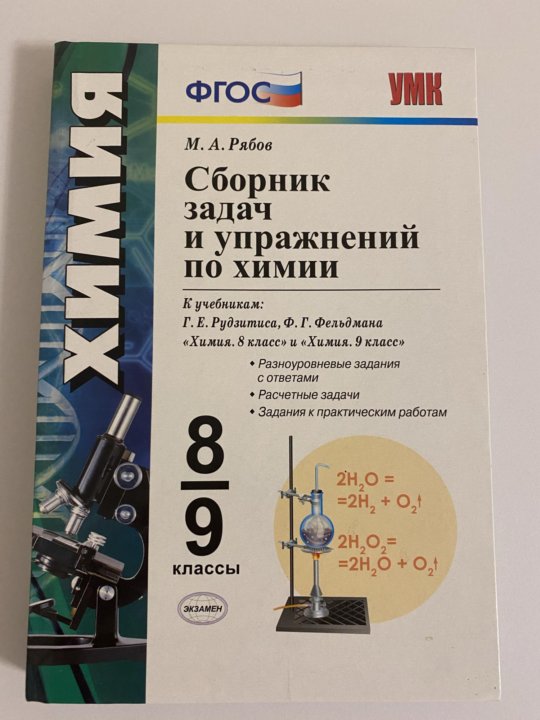 ХИМИЯ
ФГОС
УМК
М. А. Рябов
Сборник
задач
и упражнений
по химии
К учебникам:
Г. Е. Рудзитиса, Ф. Г. Фельдмана
«Химия. 8 класс» и «Химия. 9 класс»
• Разноуровневые задания
с ответами
• Расчетные задачи
• Задания к практическим работам
8
9
классы
2H₂O =
=2H₂ + O₂↑
2H₂O₂=
=2H₂O + O₂↑
ЭКЗАМЕН